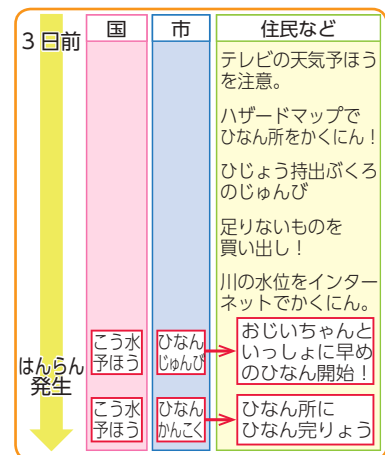 3日前
国
市
住民など
テレビの天気予ほう
を注意。
ハザードマップで
ひなん所をかくにん！
ひじょう持出ぶくろ
のじゅんび
足りないものを
買い出し！
川の水位をインター
ネットでかくにん。
こう水
予ほう
ひなん
じゅんび
おじいちゃんと
いっしょに早め
のひなん開始！
はんらん
発生
こう水
予ほう
ひなん
かんこく
ひなん所に
ひなん完りょう